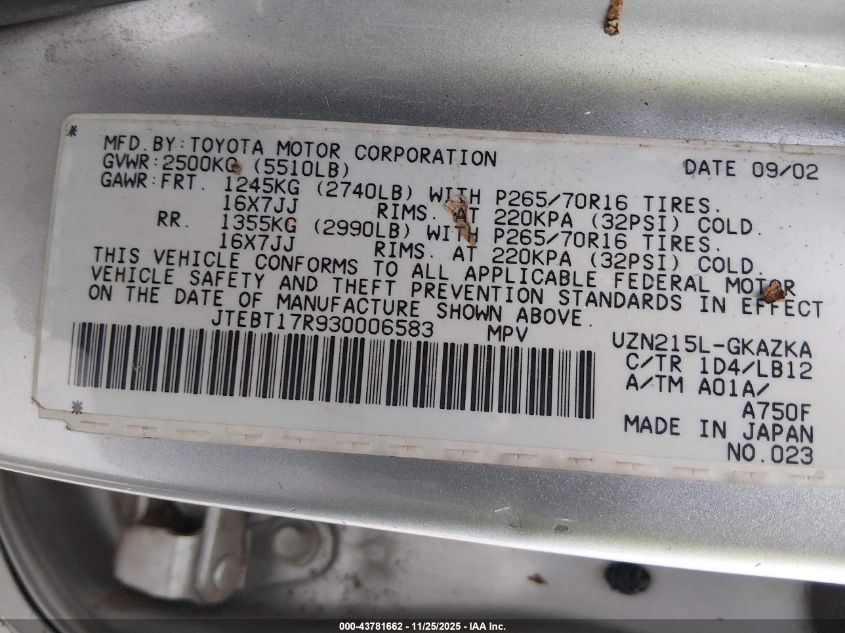 MFD.BY:TOYOTA MOTOR CORPORATION DATE 09/02
GVWR:2500KG (5510LB)
GAWR:FRT. 1245KG (2740LB) WITH P265/70R16 TIRES.
16X7JJ RIMS. AT 220KPA (32PSI) COLD.
RR. 1355KG (2990LB) WITH P265/70R16 TIRES.
16X7JJ RIMS. AT 220KPA (32PSI) COLD.
THIS VEHICLE CONFORMS TO ALL APPLICABLE FEDERAL MOTOR
VEHICLE SAFETY AND THEFT PREVENTION STANDARDS IN EFFECT
ON THE DATE OF MANUFACTURE SHOWN ABOVE.
JTEBT17R930006583 MPV UZN215L-GKAZKA
C/TR 1D4/LB12
A/TM A01A/
A750F
MADE IN JAPAN
NO.023
000-43781662 - 11/25/2025 - IAA Inc.